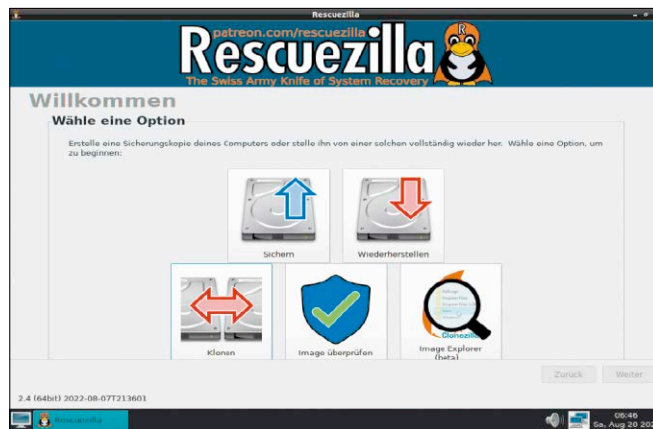 Rescuezilla
patreon.com/rescuezilla
Rescuezilla
R
The Swiss Army Knife of System Recovery
Willkommen
Wähle eine Option
Erstelle eine Sicherungskopie deines Computers oder stelle ihn von einer solchen vollständig wieder her. Wähle eine Option, um
zu beginnen:
Sichern
Wiederherstellen
Clonezilla
Klonen
Image überprüfen
Image Explorer
(beta)
Zurück
Weiter
2.4 (64bit) 2022-08-07T213601
Rescuezilla
06:46
Sa, Aug 20 202